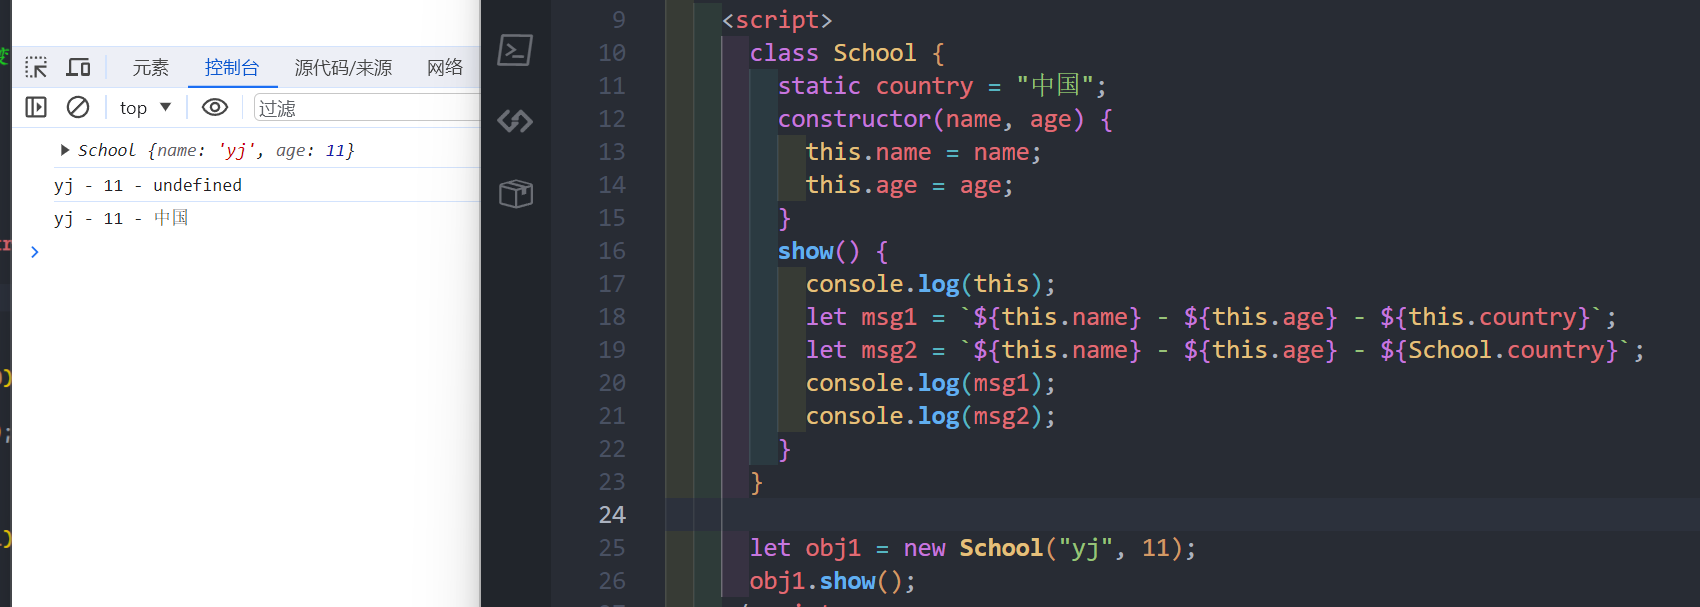 元素 控制台 源代码/来源 网络
top 过滤
School {name: 'yj', age: 11}
yj - 11 - undefined
yj - 11 - 中国
9 <script>
10 class School {
11 static country = "中国";
12 constructor(name, age) {
13 this.name = name;
14 this.age = age;
15 }
16 show() {
17 console.log(this);
18 let msg1 = `${this.name} - ${this.age} - ${this.country}`;
19 let msg2 = `${this.name} - ${this.age} - ${School.country}`;
20 console.log(msg1);
21 console.log(msg2);
22 }
23 }
24
25 let obj1 = new School("yj", 11);
26 obj1.show();